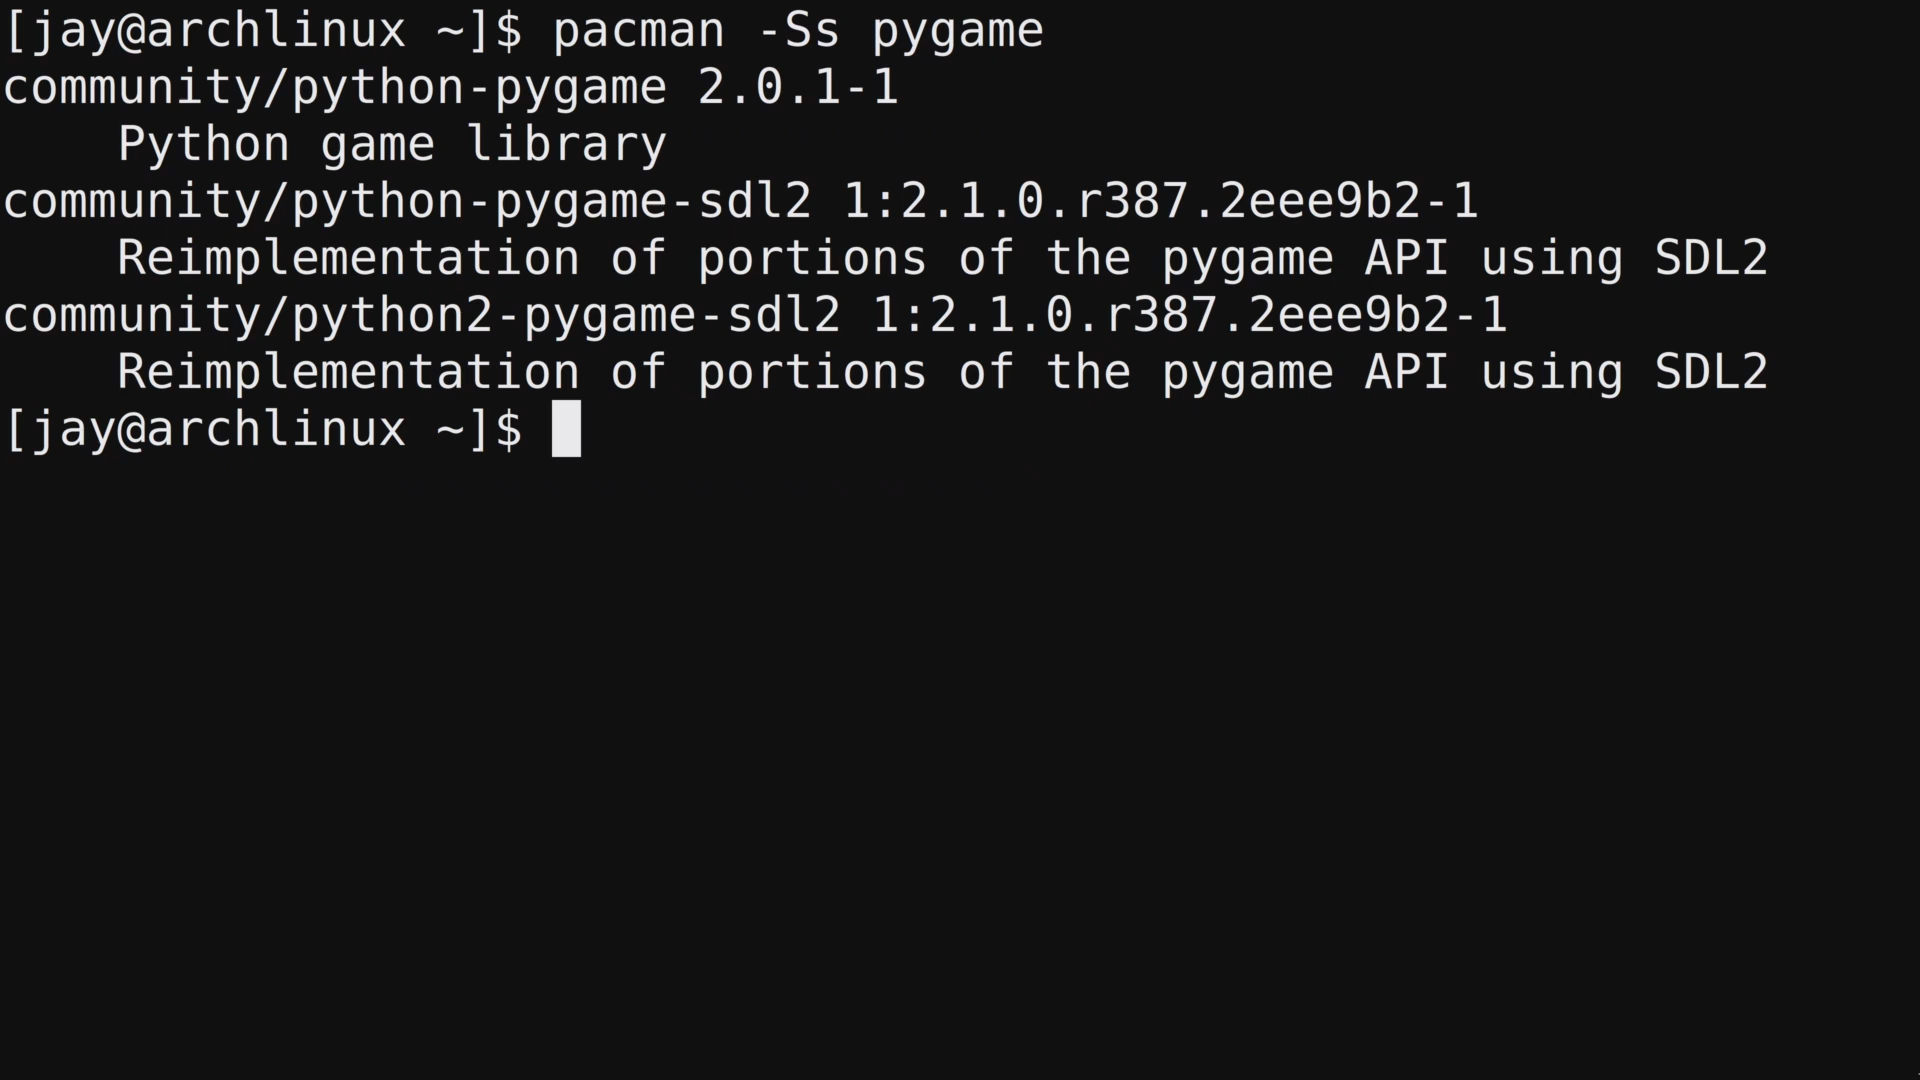 [jay@archlinux ~]$ pacman -Ss pygame
community/python-pygame 2.0.1-1
    Python game library
community/python-pygame-sdl2 1:2.1.0.r387.2eee9b2-1
    Reimplementation of portions of the pygame API using SDL2
community/python2-pygame-sdl2 1:2.1.0.r387.2eee9b2-1
    Reimplementation of portions of the pygame API using SDL2
[jay@archlinux ~]$